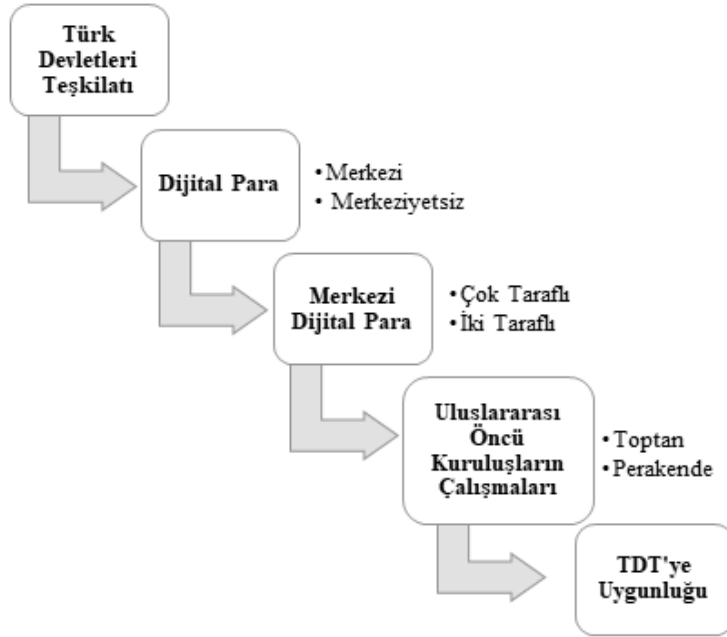 Türk
Devletleri
Teşkilatı
Dijital Para
•Merkezi
• Merkeziyetsiz
Merkezi
Dijital Para
•Çok Taraflı
•İki Taraflı
Uluslararası
Öncü
Kuruluşların
Çalışmaları
•Toptan
•Perakende
TDT'ye
Uygunluğu